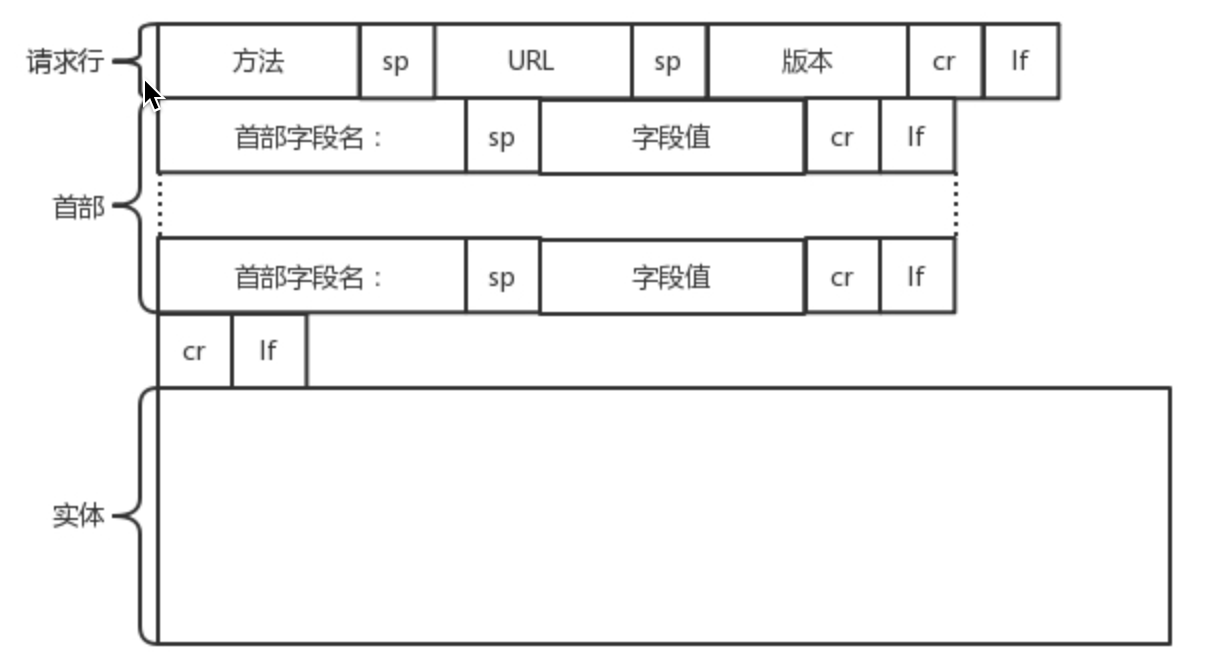 请求行 方法 sp URL sp 版本 cr lf
首部字段名： sp 字段值 cr lf
首部
首部字段名： sp 字段值 cr lf
cr lf
实体